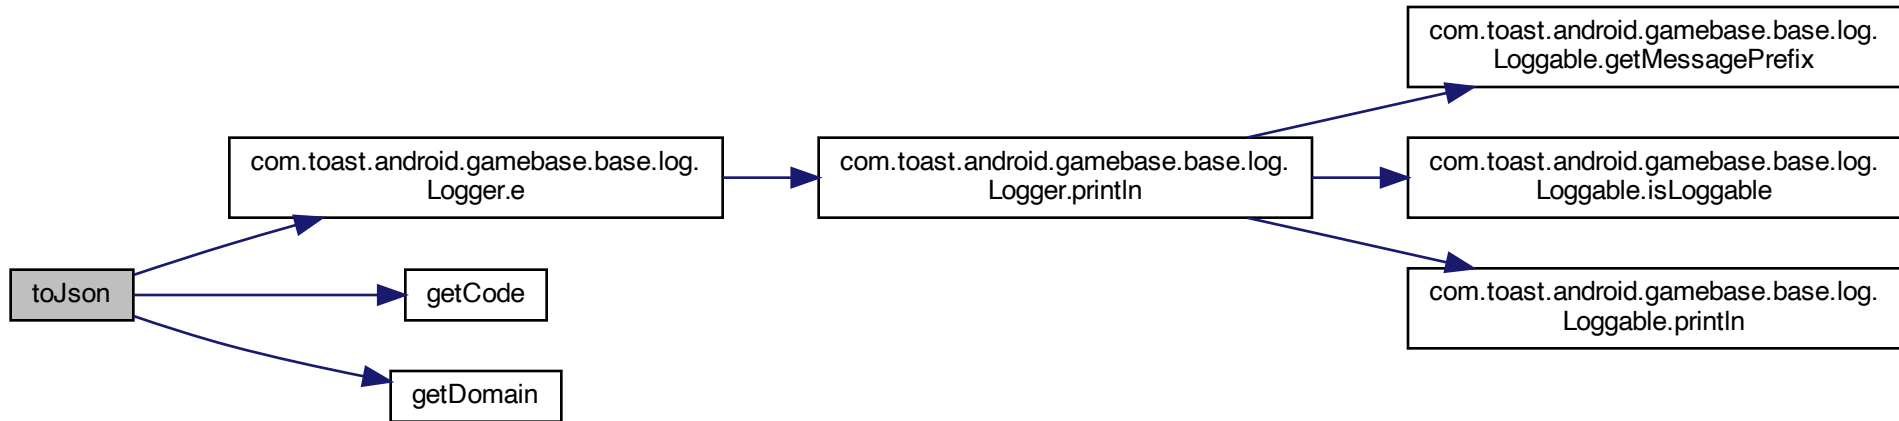 com.toast.android.gamebase.base.log.
Loggable.getMessagePrefix
com.toast.android.gamebase.base.log.
Logger.e
com.toast.android.gamebase.base.log.
Logger.println
com.toast.android.gamebase.base.log.
Loggable.isLoggable
toJson
getCode
com.toast.android.gamebase.base.log.
Loggable.println
getDomain